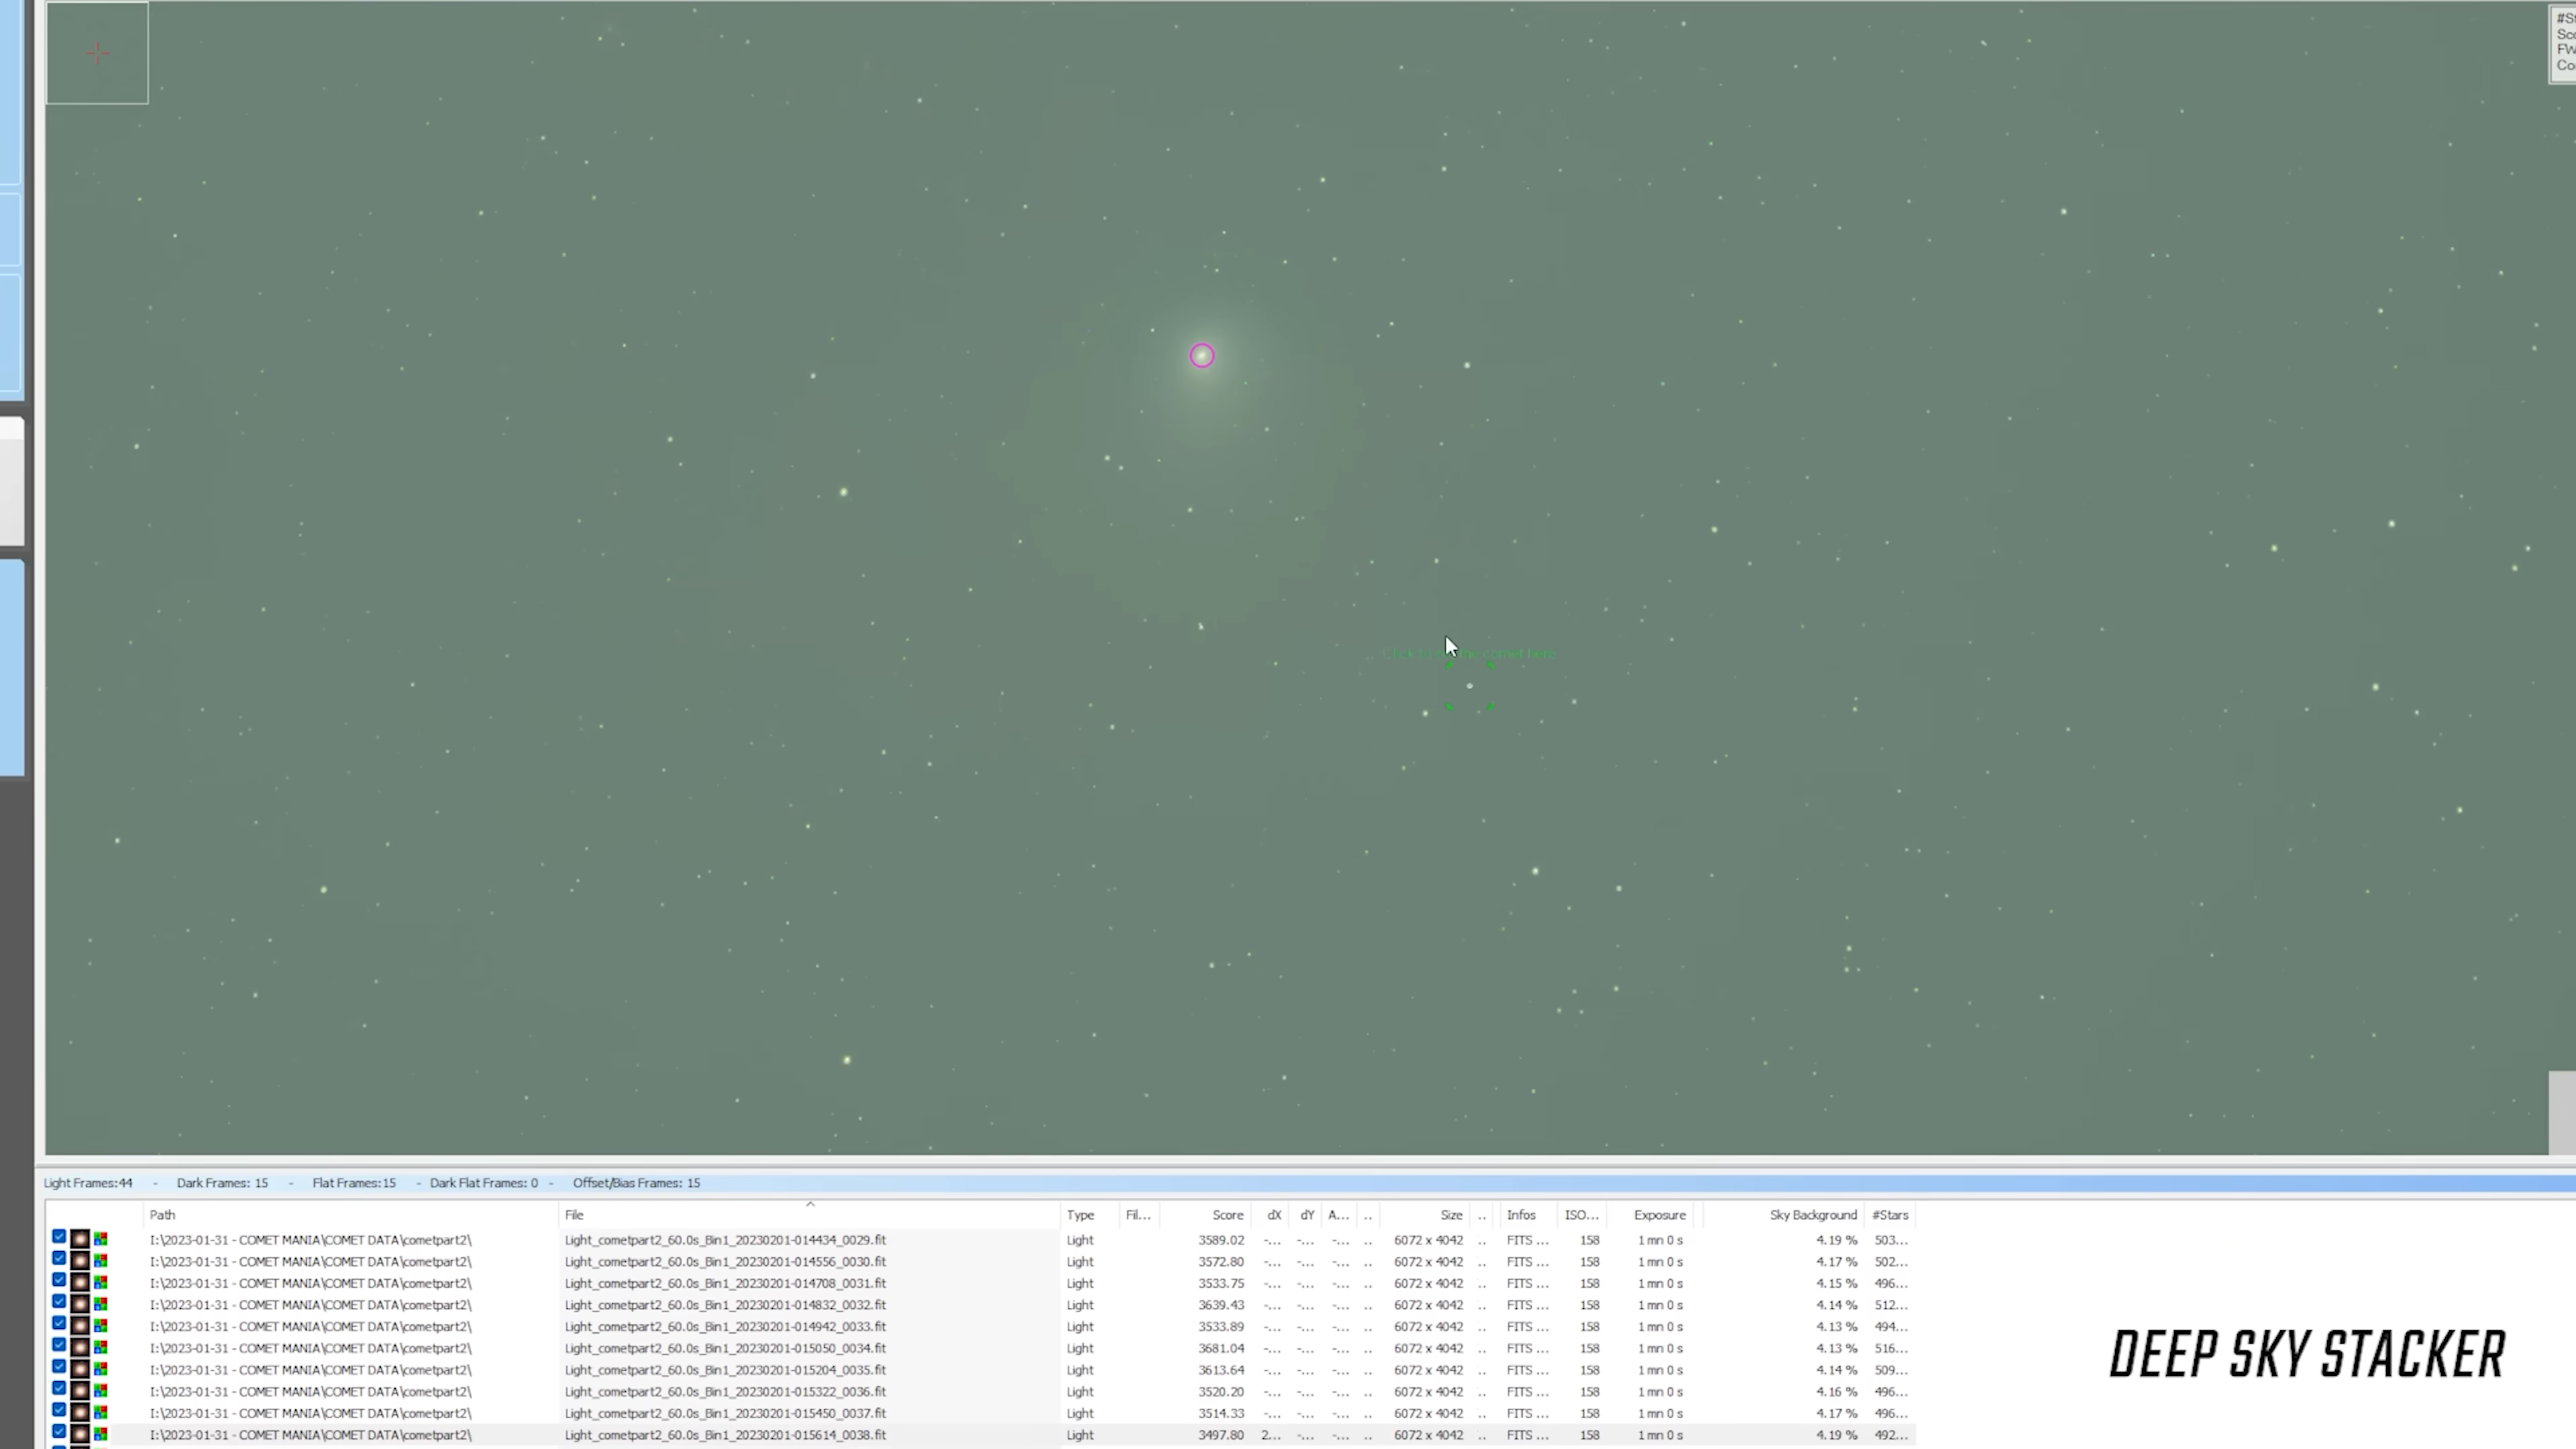 #St
Sco
FW
Co
Light Frames:44 - Dark Frames: 15 - Flat Frames:15 - Dark Flat Frames: 0 - Offset/Bias Frames: 15
Path File Type Fil... Score dX dY A... .. Size .. Infos ISO... Exposure Sky Background #Stars
I:\2023-01-31 - COMET MANIA\COMET DATA\cometpart2\ Light_cometpart2_60.0s_Bin1_20230201-014434_0029.fit Light 3589.02 -... -... -... .. 6072 x 4042 .. FITS ... 158 1 mn 0 s 4.19 % 503...
I:\2023-01-31 - COMET MANIA\COMET DATA\cometpart2\ Light_cometpart2_60.0s_Bin1_20230201-014556_0030.fit Light 3572.80 -... -... -... .. 6072 x 4042 .. FITS ... 158 1 mn 0 s 4.17 % 502...
I:\2023-01-31 - COMET MANIA\COMET DATA\cometpart2\ Light_cometpart2_60.0s_Bin1_20230201-014708_0031.fit Light 3533.75 -... -... -... .. 6072 x 4042 .. FITS ... 158 1 mn 0 s 4.15 % 496...
I:\2023-01-31 - COMET MANIA\COMET DATA\cometpart2\ Light_cometpart2_60.0s_Bin1_20230201-014832_0032.fit Light 3639.43 -... -... -... .. 6072 x 4042 .. FITS ... 158 1 mn 0 s 4.14 % 512...
I:\2023-01-31 - COMET MANIA\COMET DATA\cometpart2\ Light_cometpart2_60.0s_Bin1_20230201-014942_0033.fit Light 3533.89 -... -... -... .. 6072 x 4042 .. FITS ... 158 1 mn 0 s 4.13 % 494...
I:\2023-01-31 - COMET MANIA\COMET DATA\cometpart2\ Light_cometpart2_60.0s_Bin1_20230201-015050_0034.fit Light 3681.04 -... -... -... .. 6072 x 4042 .. FITS ... 158 1 mn 0 s 4.13 % 516...
I:\2023-01-31 - COMET MANIA\COMET DATA\cometpart2\ Light_cometpart2_60.0s_Bin1_20230201-015204_0035.fit Light 3613.64 -... -... -... .. 6072 x 4042 .. FITS ... 158 1 mn 0 s 4.14 % 509...
I:\2023-01-31 - COMET MANIA\COMET DATA\cometpart2\ Light_cometpart2_60.0s_Bin1_20230201-015322_0036.fit Light 3520.20 -... -... -... .. 6072 x 4042 .. FITS ... 158 1 mn 0 s 4.16 % 496...
I:\2023-01-31 - COMET MANIA\COMET DATA\cometpart2\ Light_cometpart2_60.0s_Bin1_20230201-015450_0037.fit Light 3514.33 -... -... -... .. 6072 x 4042 .. FITS ... 158 1 mn 0 s 4.17 % 496...
I:\2023-01-31 - COMET MANIA\COMET DATA\cometpart2\ Light_cometpart2_60.0s_Bin1_20230201-015614_0038.fit Light 3497.80 2... -... -... .. 6072 x 4042 .. FITS ... 158 1 mn 0 s 4.19 % 492...
DEEP SKY STACKER